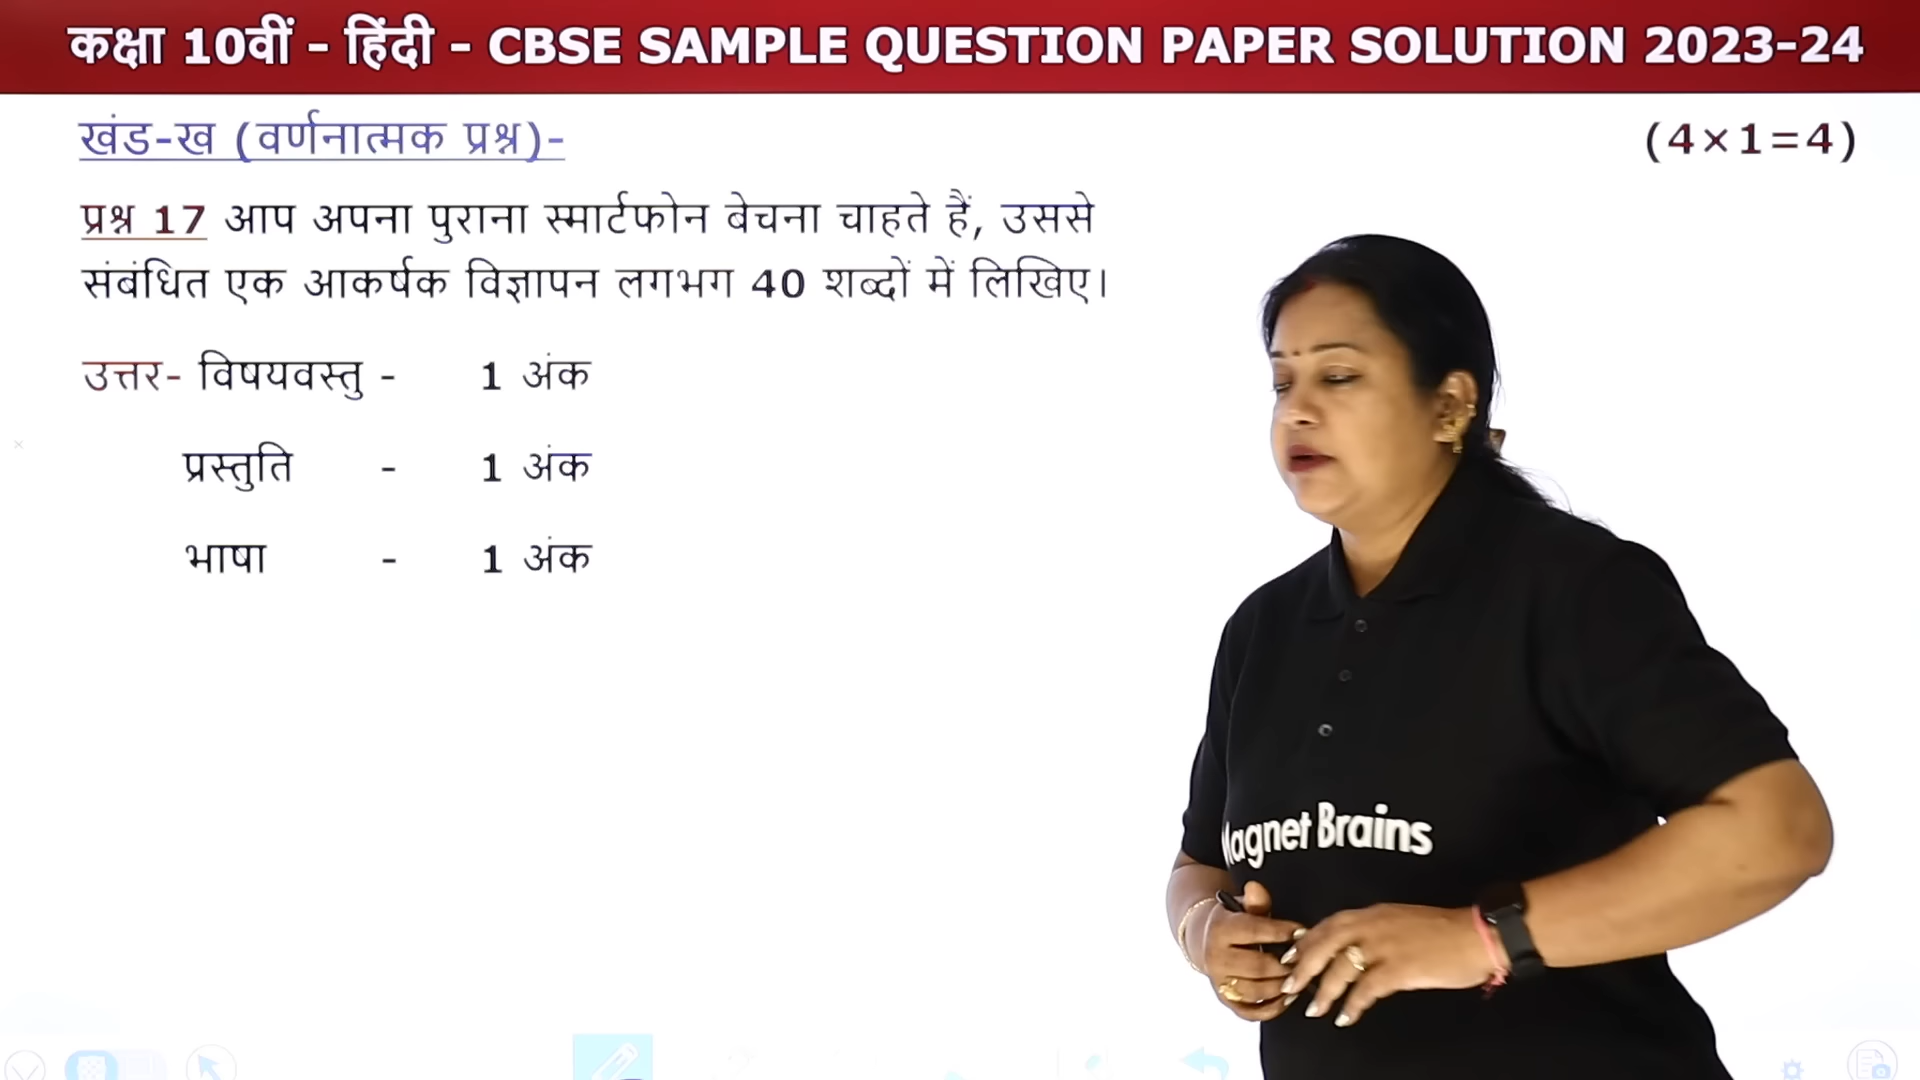 कक्षा 10वीं - हिंदी - CBSE SAMPLE QUESTION PAPER SOLUTION 2023-24
खंड-ख (वर्णनात्मक प्रश्न)-
(4×1=4)
प्रश्न 17 आप अपना पुराना स्मार्टफोन बेचना चाहते हैं, उससे
संबंधित एक आकर्षक विज्ञापन लगभग 40 शब्दों में लिखिए।
उत्तर- विषयवस्तु - 1 अंक
प्रस्तुति - 1 अंक
भाषा - 1 अंक
Magnet Brains